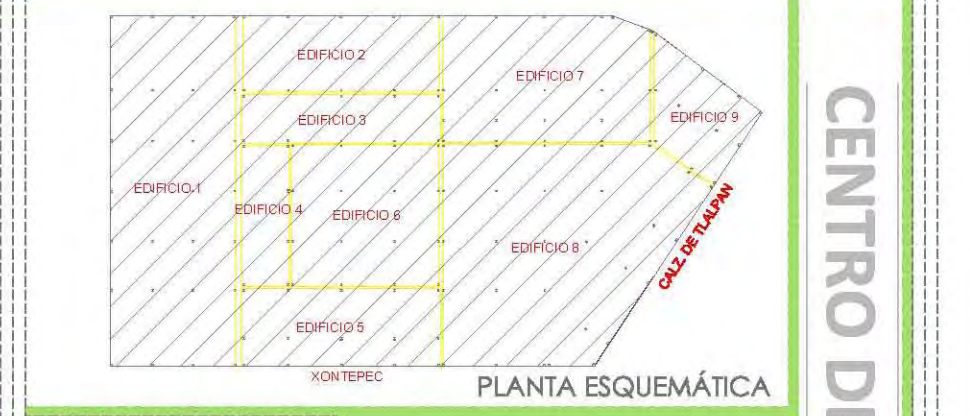 EDIFICIO 2
EDIFICIO 7
EDIFICIO 3
EDIFICIO 9
EDIFICIO 1
EDIFICIO 4
EDIFICIO 6
EDIFICIO 8
CALZ. DE TLALPAN
EDIFICIO 5
XONTEPEC
PLANTA ESQUEMÁTICA
CENTRO